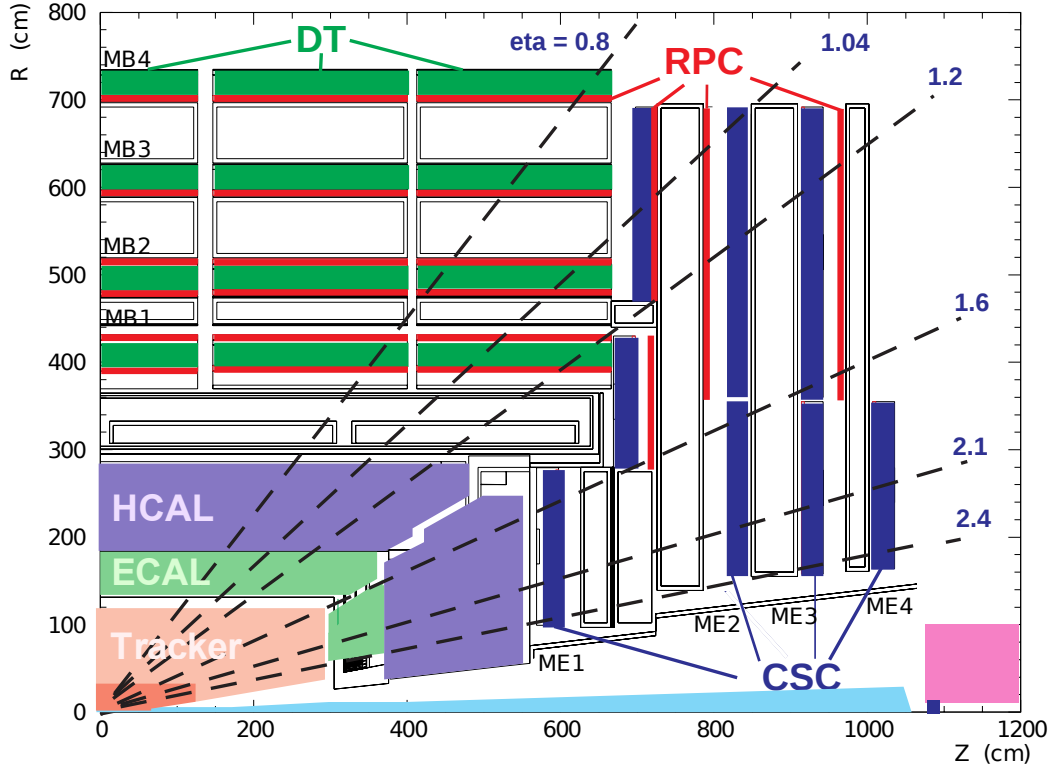 R (cm)
800
700
600
500
400
300
200
100
0
MB4
MB3
MB2
MB1
DT
eta = 0.8
1.04
1.2
RPC
1.6
2.1
2.4
HCAL
ECAL
Tracker
ME1
ME2
ME3
ME4
CSC
0
200
400
600
800
1000
1200
Z (cm)